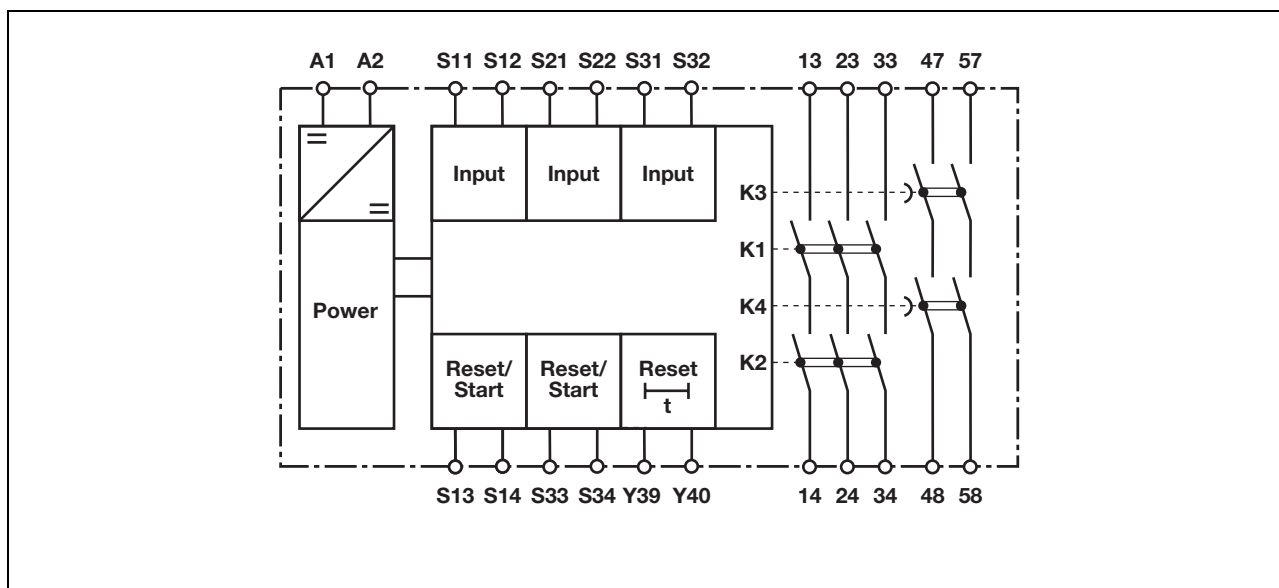 A1 A2 S11 S12 S21 S22 S31 S32 13 23 33 47 57
Input Input Input
K3
K1
K4
Power
K2
Reset/
Start
Reset/
Start
Reset
t
S13 S14 S33 S34 Y39 Y40 14 24 34 48 58